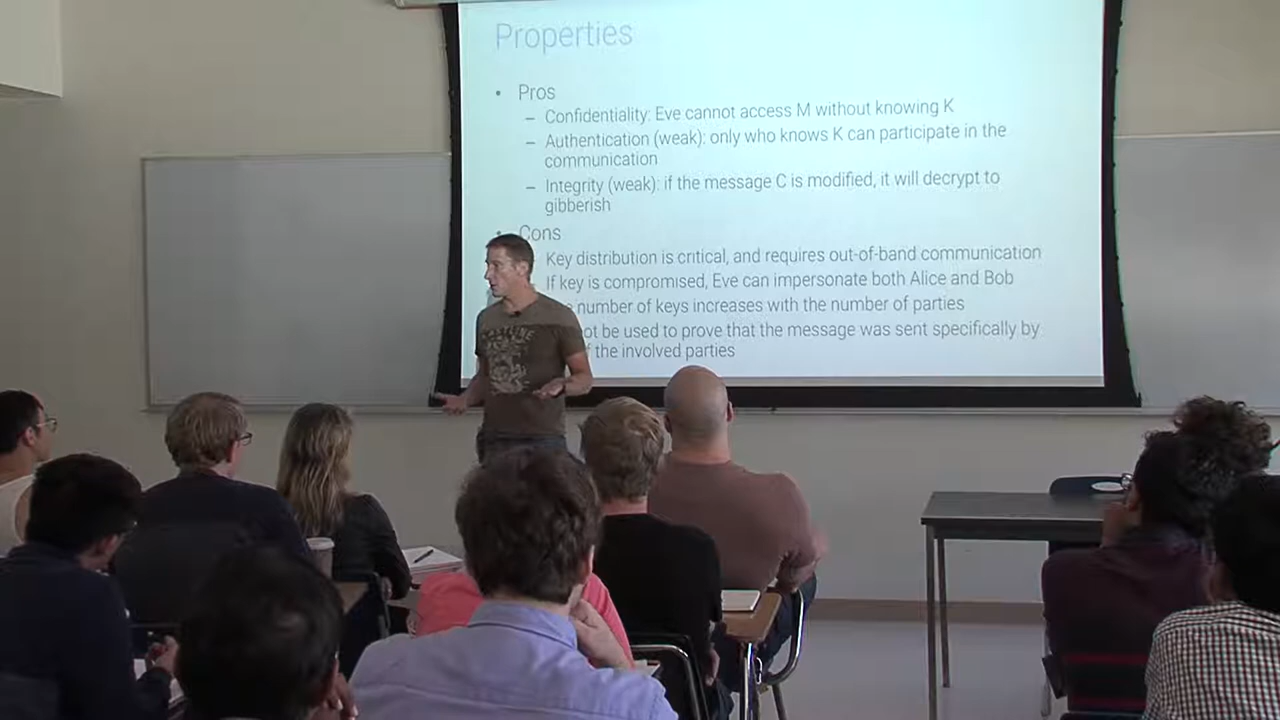 Properties
• Pros
– Confidentiality: Eve cannot access M without knowing K
– Authentication (weak): only who knows K can participate in the
communication
– Integrity (weak): if the message C is modified, it will decrypt to
gibberish
• Cons
Key distribution is critical, and requires out-of-band communication
If key is compromised, Eve can impersonate both Alice and Bob
number of keys increases with the number of parties
be used to prove that the message was sent specifically by
the involved parties